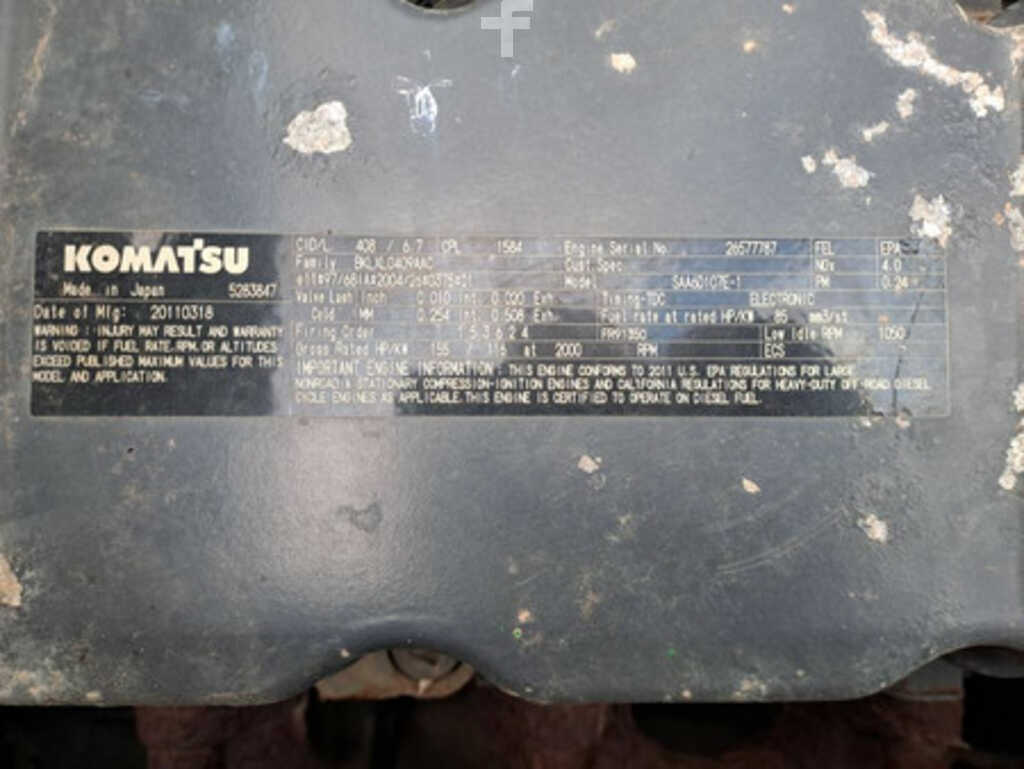 f
KOMATSU
Made in Japan 5283847
Date of Mfg: 20110318
WARNING : INJURY MAY RESULT AND WARRANTY
IS VOIDED IF FUEL RATE,RPM, OR ALTITUDES
EXCEED PUBLISHED MAXIMUM VALUES FOR THIS
MODEL AND APPLICATION.
CID/L 408 / 6.7 CPL 1584 Engine Serial No. 26577787 FEL EPA
Family Cust Spec NOx 4.0
Model SAA6D107E-1 PM 0.24
Valve Lash Inch 0.010 Int. 0.020 Exh. Timing-TDC ELECTRONIC
Cold MM 0.254 Int. 0.508 Exh. Fuel rate at rated HP/KW 85 mm3/st
Firing Order 1 5 3 6 2 4 FR91350 Low Idle RPM 1050
Gross Rated HP/KW 155 / at 2000 RPM ECS
IMPORTANT ENGINE INFORMATION : THIS ENGINE CONFORMS TO 2011 U.S. EPA REGULATIONS FOR LARGE
NONROAD & STATIONARY COMPRESSION-IGNITION ENGINES AND CALIFORNIA REGULATIONS FOR HEAVY-DUTY OFF-ROAD DIESEL
CYCLE ENGINES AS APPLICABLE. THIS ENGINE IS CERTIFIED TO OPERATE ON DIESEL FUEL.